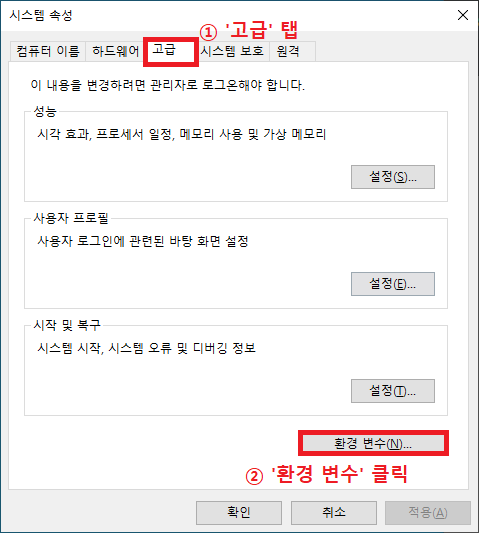 시스템 속성
① '고급' 탭
컴퓨터 이름 하드웨어 고급 시스템 보호 원격
이 내용을 변경하려면 관리자로 로그온해야 합니다.
성능
시각 효과, 프로세서 일정, 메모리 사용 및 가상 메모리
설정(S)...
사용자 프로필
사용자 로그인에 관련된 바탕 화면 설정
설정(E)...
시작 및 복구
시스템 시작, 시스템 오류 및 디버깅 정보
설정(T)...
환경 변수(N)...
② '환경 변수' 클릭
확인 취소 적용(A)